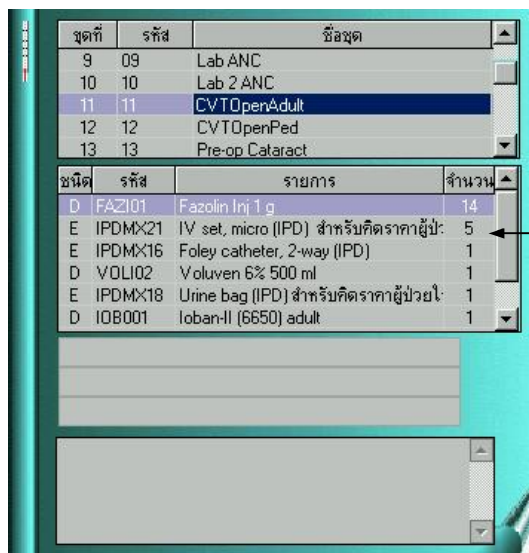 ชุดที่ รหัส ชื่อชุด
9 09 Lab ANC
10 10 Lab 2 ANC
11 11 CVTOpenAdult
12 12 CVTOpenPed
13 13 Pre-op Cataract
ชนิด รหัส รายการ จำนวน
D FAZI01 Fazolin Inj 1 g 14
E IPDMX21 IV set, micro (IPD) สำหรับคิดราคาผู้ป่ว 5
E IPDMX16 Foley catheter, 2-way (IPD) 1
D VOLI02 Voluven 6% 500 ml 1
E IPDMX18 Urine bag (IPD) สำหรับคิดราคาผู้ป่วยใ 1
D IOB001 Ioban-II (6650) adult 1